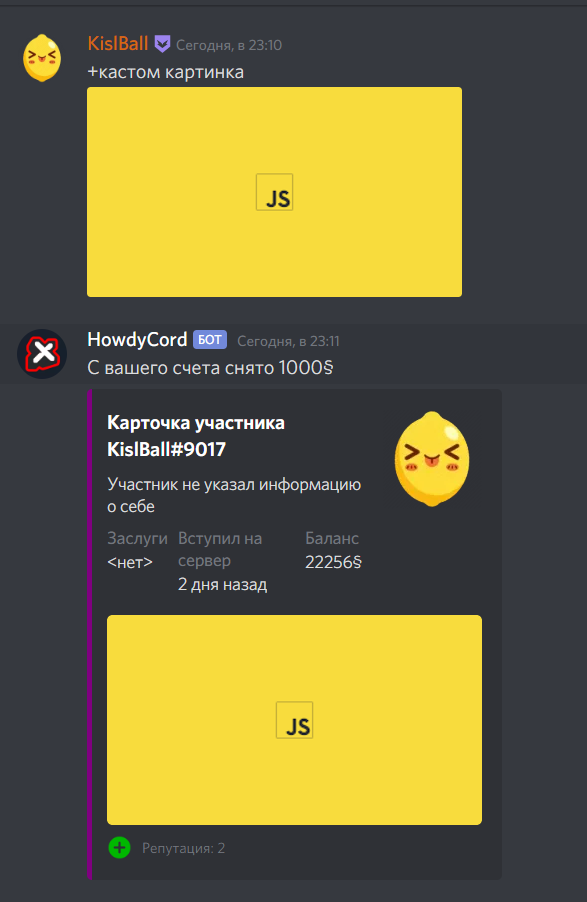 KislBall Сегодня, в 23:10
+кастом картинка
JS
HowdyCord БОТ Сегодня, в 23:11
С вашего счета снято 1000§
Карточка участника
KislBall#9017
Участник не указал информацию
о себе
Заслуги Вступил на Баланс
<нет> сервер 22256§
2 дня назад
JS
Репутация: 2